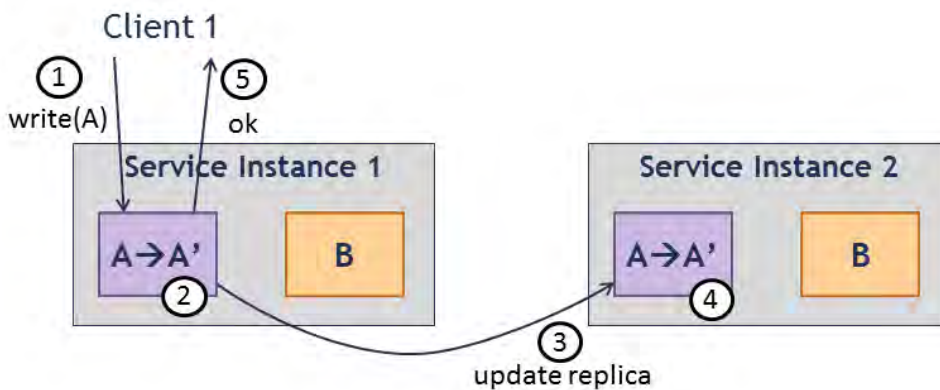 Client 1
1
5
write(A)
ok
Service Instance 1
Service Instance 2
A→A’
B
A→A’
B
2
4
3
update replica